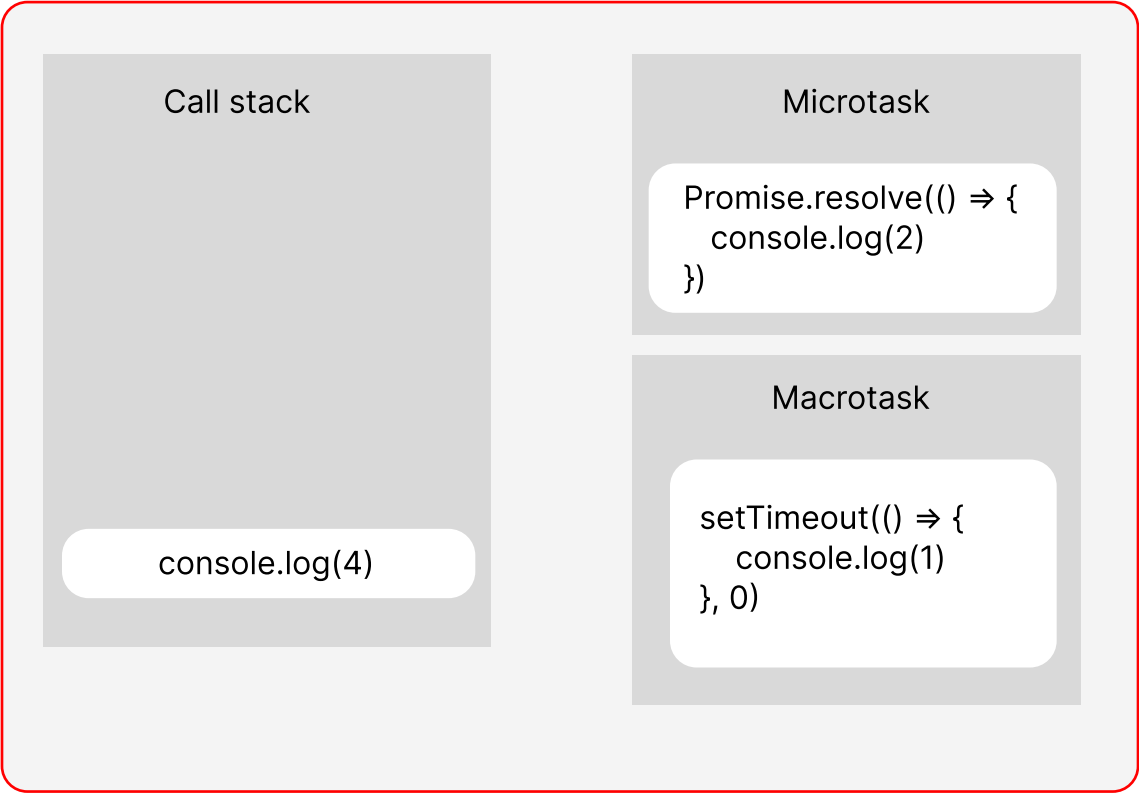 Call stack
console.log(4)
Microtask
Promise.resolve(() => {
console.log(2)
})
Macrotask
setTimeout(() => {
console.log(1)
}, 0)